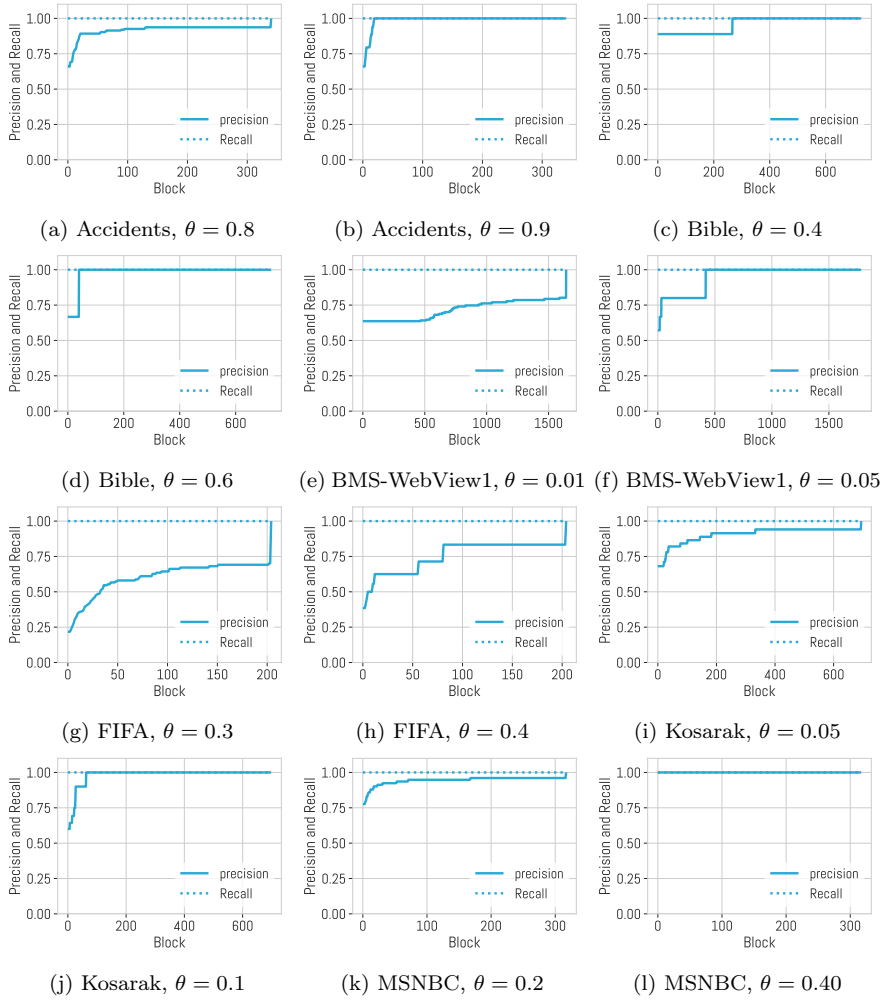 1.00
0.75
0.50
0.25
0.00
Precision and Recall
precision
Recall
0 100 200 300
Block
(a) Accidents, θ = 0.8
1.00
0.75
0.50
0.25
0.00
Precision and Recall
precision
Recall
0 100 200 300
Block
(b) Accidents, θ = 0.9
1.00
0.75
0.50
0.25
0.00
Precision and Recall
precision
Recall
0 200 400 600
Block
(c) Bible, θ = 0.4
1.00
0.75
0.50
0.25
0.00
Precision and Recall
precision
Recall
0 200 400 600
Block
(d) Bible, θ = 0.6
1.00
0.75
0.50
0.25
0.00
Precision and Recall
precision
Recall
0 500 1000 1500
Block
(e) BMS-WebView1, θ = 0.01
1.00
0.75
0.50
0.25
0.00
Precision and Recall
precision
Recall
0 500 1000 1500
Block
(f) BMS-WebView1, θ = 0.05
1.00
0.75
0.50
0.25
0.00
Precision and Recall
precision
Recall
0 50 100 150 200
Block
(g) FIFA, θ = 0.3
1.00
0.75
0.50
0.25
0.00
Precision and Recall
precision
Recall
0 50 100 150 200
Block
(h) FIFA, θ = 0.4
1.00
0.75
0.50
0.25
0.00
Precision and Recall
precision
Recall
0 200 400 600
Block
(i) Kosarak, θ = 0.05
1.00
0.75
0.50
0.25
0.00
Precision and Recall
precision
Recall
0 200 400 600
Block
(j) Kosarak, θ = 0.1
1.00
0.75
0.50
0.25
0.00
Precision and Recall
precision
Recall
0 100 200 300
Block
(k) MSNBC, θ = 0.2
1.00
0.75
0.50
0.25
0.00
Precision and Recall
precision
Recall
0 100 200 300
Block
(l) MSNBC, θ = 0.40